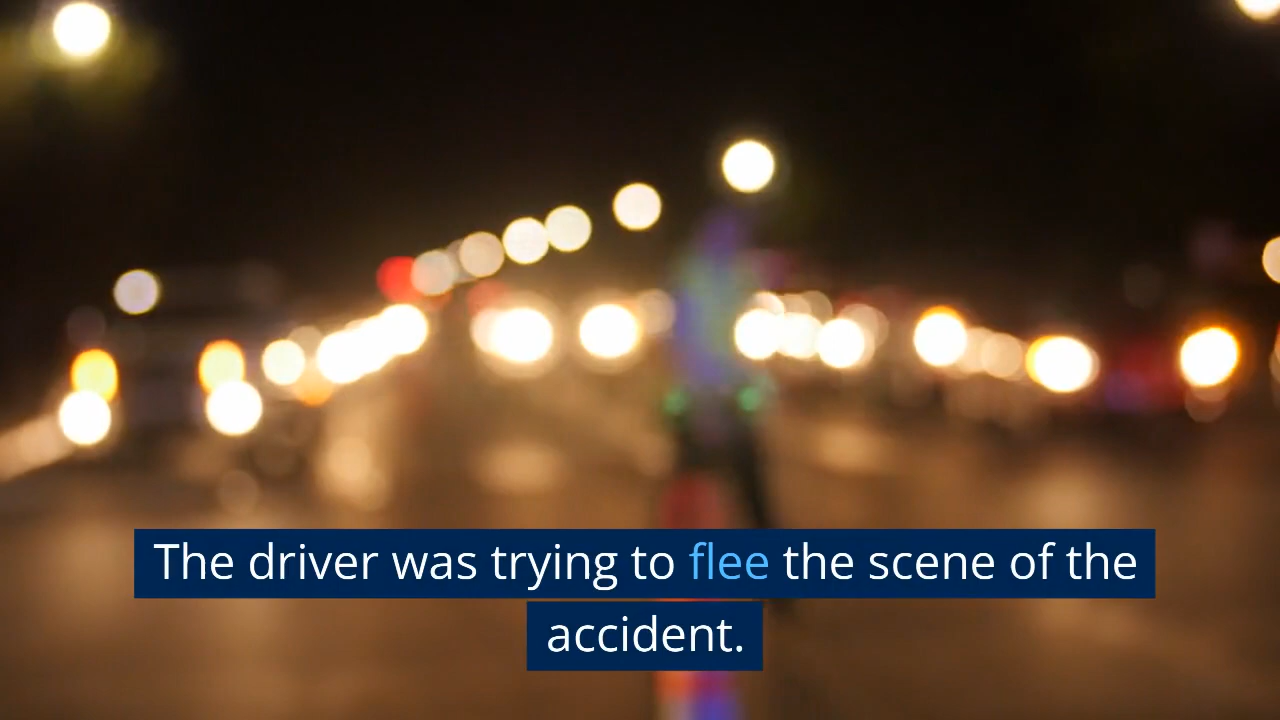 The driver was trying to flee the scene of the
accident.